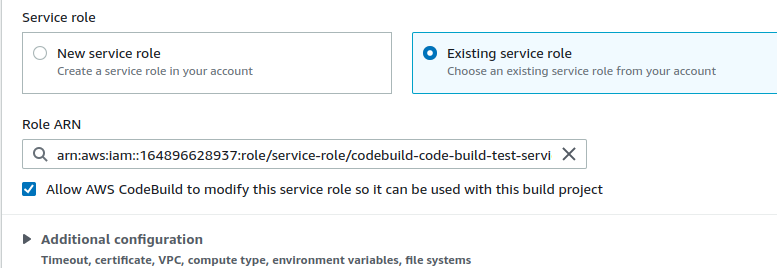 Service role
New service role
Create a service role in your account
Existing service role
Choose an existing service role from your account
Role ARN
arn:aws:iam::164896628937:role/service-role/codebuild-code-build-test-servi
Allow AWS CodeBuild to modify this service role so it can be used with this build project
Additional configuration
Timeout, certificate, VPC, compute type, environment variables, file systems